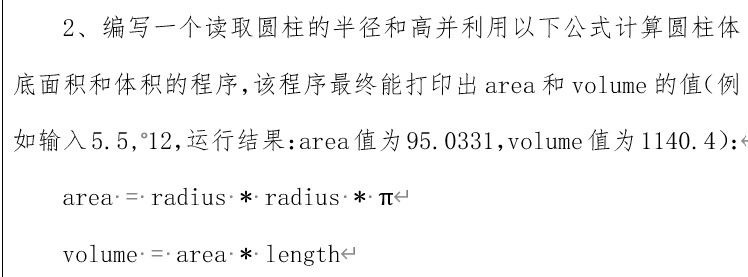 2、编写一个读取圆柱的半径和高并利用以下公式计算圆柱体
底面积和体积的程序,该程序最终能打印出 area 和 volume 的值(例
如输入 5.5, 12,运行结果:area 值为 95.0331,volume 值为 1140.4):
area = radius * radius * π
volume = area * length